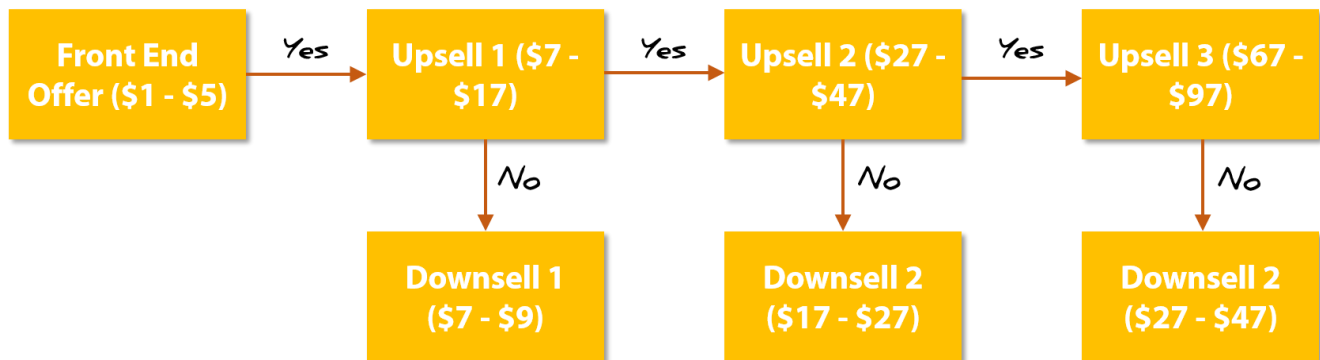 Front End
Offer ($1 - $5)
Yes
Upsell 1 ($7 -
$17)
Yes
Upsell 2 ($27 -
$47)
Yes
Upsell 3 ($67 -
$97)
No
No
No
Downsell 1
($7 - $9)
Downsell 2
($17 - $27)
Downsell 2
($27 - $47)